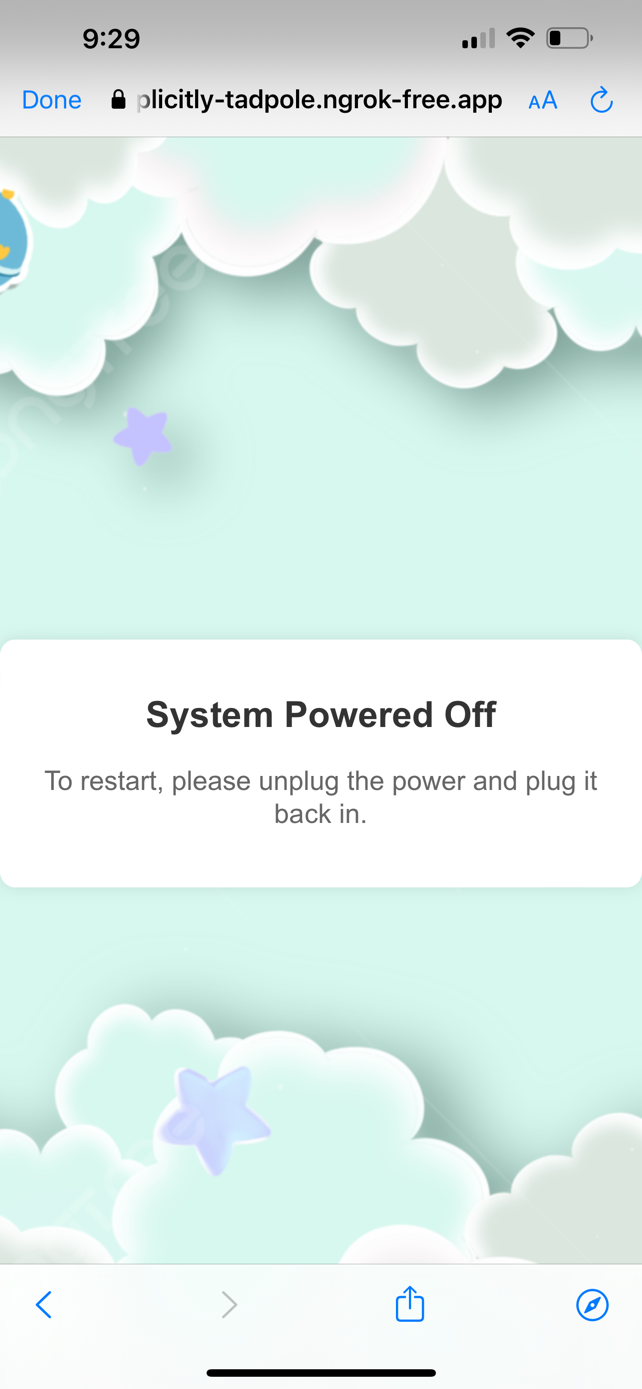 9:29
Done
plicitly-tadpole.ngrok-free.app
AA
System Powered Off
To restart, please unplug the power and plug it
back in.